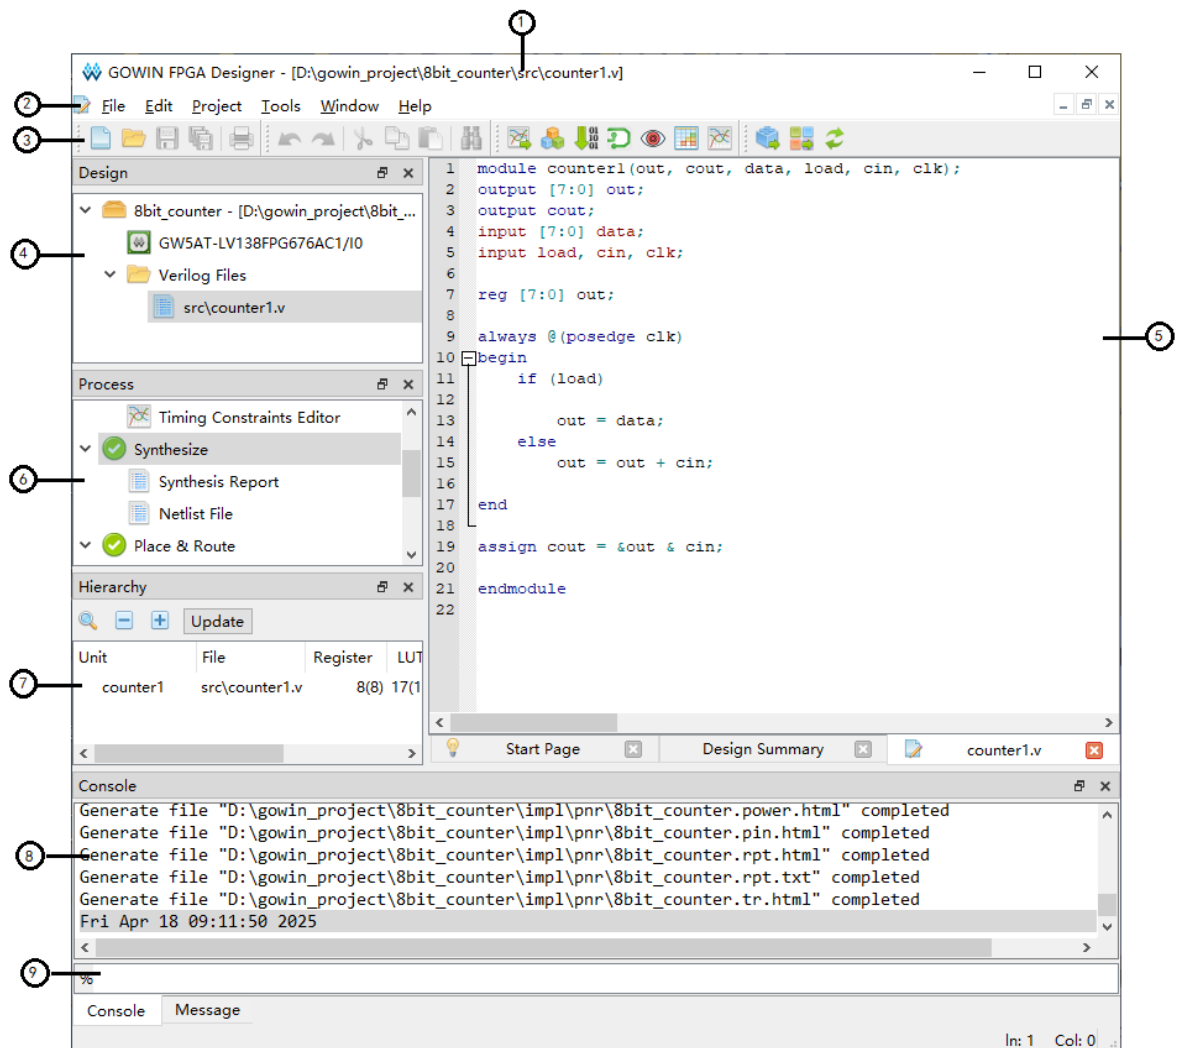 1
GOWIN FPGA Designer - [D:\gowin_project\8bit_counter\src\counter1.v]
2
File Edit Project Tools Window Help
3
Design
8bit_counter - [D:\gowin_project\8bit_...
GW5AT-LV138FPG676AC1/I0
4
Verilog Files
src\counter1.v
1 module counter1(out, cout, data, load, cin, clk);
2 output [7:0] out;
3 output cout;
4 input [7:0] data;
5 input load, cin, clk;
6
7 reg [7:0] out;
8
9 always @(posedge clk)
10 begin
11 if (load)
12
13 out = data;
14 else
15 out = out + cin;
16
17 end
18
19 assign cout = &out & cin;
20
21 endmodule
22
5
Process
Timing Constraints Editor
Synthesize
6
Synthesis Report
Netlist File
Place & Route
Hierarchy
Update
Unit File Register LUT
7
counter1 src\counter1.v 8(8) 17(1
Start Page Design Summary counter1.v
Console
Generate file "D:\gowin_project\8bit_counter\impl\pnr\8bit_counter.power.html" completed
Generate file "D:\gowin_project\8bit_counter\impl\pnr\8bit_counter.pin.html" completed
8
Generate file "D:\gowin_project\8bit_counter\impl\pnr\8bit_counter.rpt.html" completed
Generate file "D:\gowin_project\8bit_counter\impl\pnr\8bit_counter.rpt.txt" completed
Generate file "D:\gowin_project\8bit_counter\impl\pnr\8bit_counter.tr.html" completed
Fri Apr 18 09:11:50 2025
9
%
Console Message
ln: 1 Col: 0